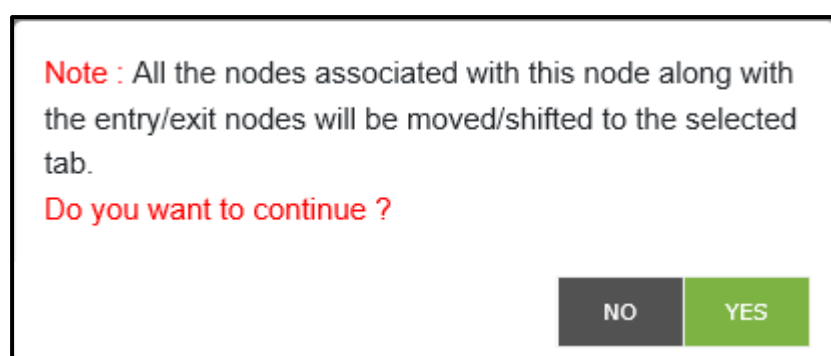 Note : All the nodes associated with this node along with
the entry/exit nodes will be moved/shifted to the selected
tab.
Do you want to continue ?
NO YES